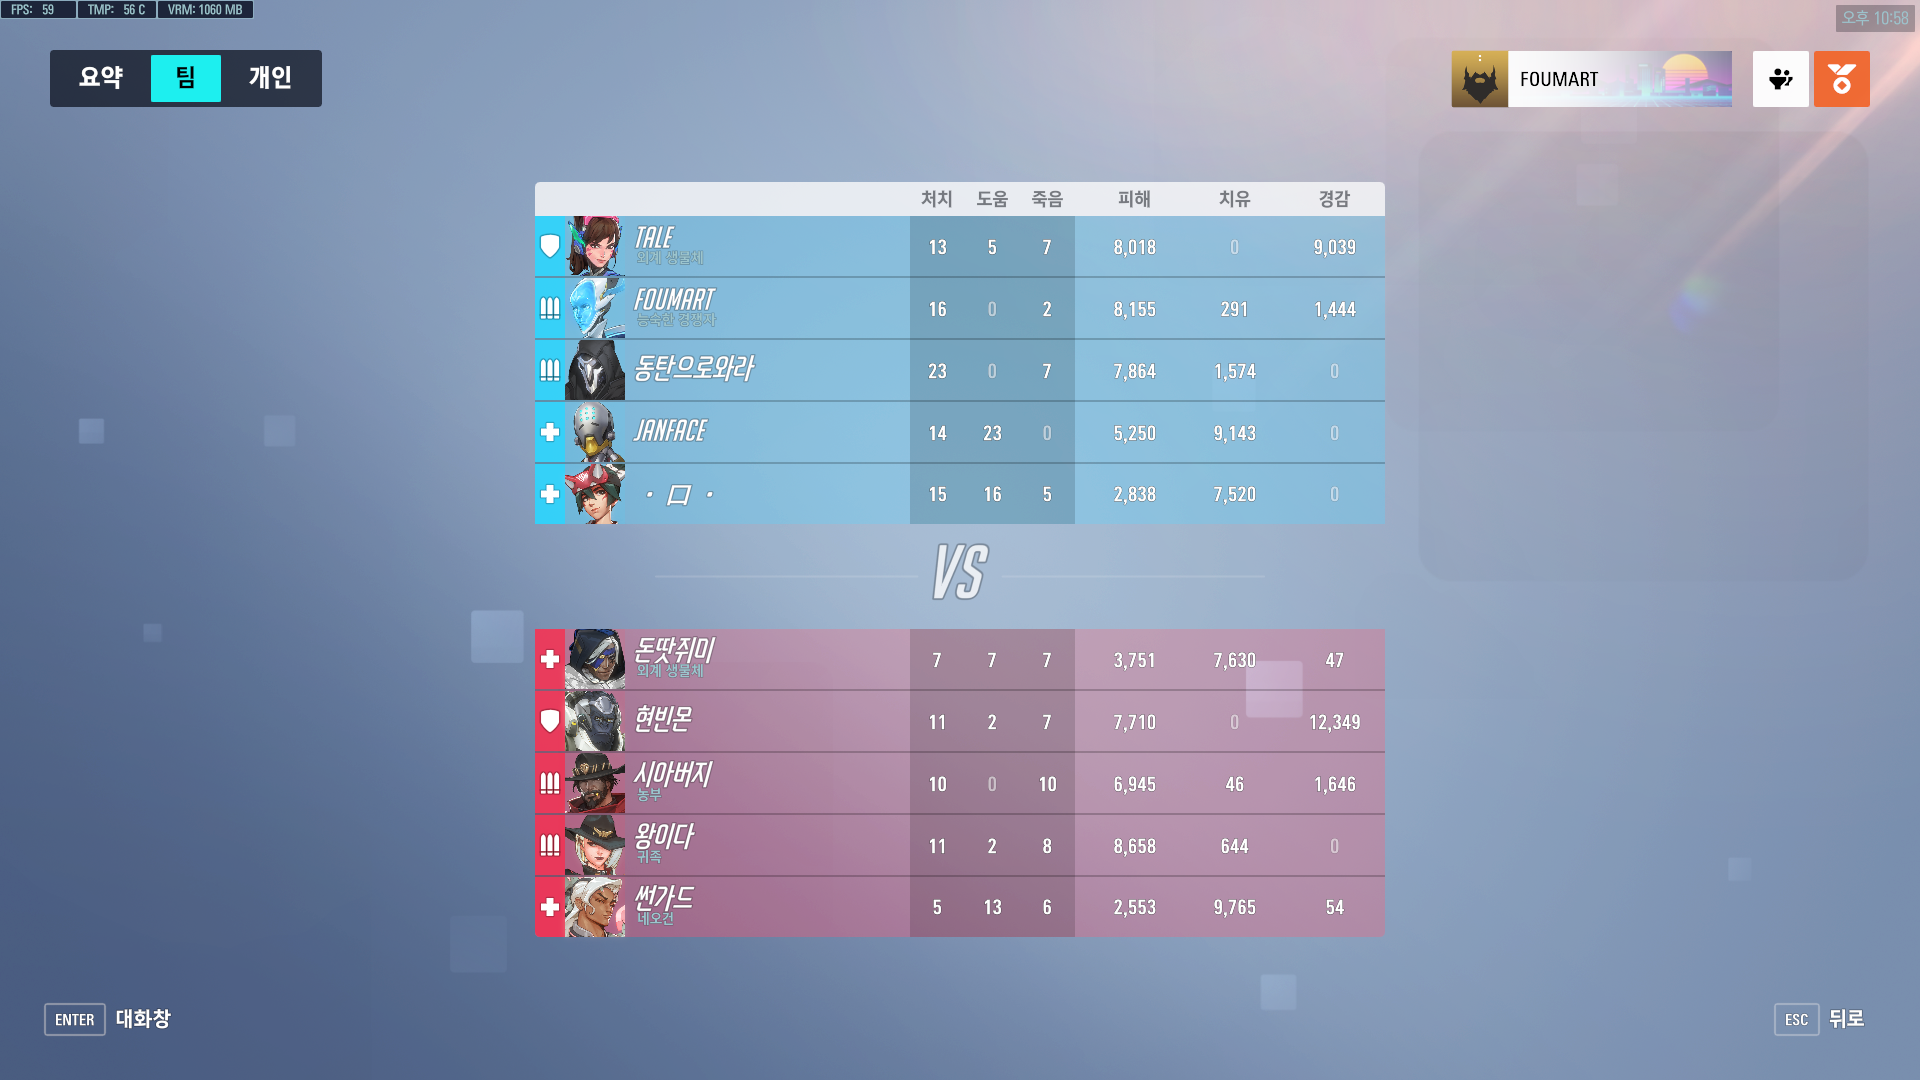 FPS: 59 TMP: 56 C VRM: 1060 MB
오후 10:58
요약 팀 개인
FOUMART
처치 도움 죽음 피해 치유 경감
TALE 13 5 7 8,018 0 9,039
외계 생물체
FOUMART 16 0 2 8,155 291 1,444
능숙한 경쟁자
동탄으로와라 23 0 7 7,864 1,574 0
JANFACE 14 23 0 5,250 9,143 0
・口・ 15 16 5 2,838 7,520 0
VS
돈땃쥐미 7 7 7 3,751 7,630 47
외계 생물체
현빈몬 11 2 7 7,710 0 12,349
시아버지 10 0 10 6,945 46 1,646
농부
왕이다 11 2 8 8,658 644 0
귀족
썬가드 5 13 6 2,553 9,765 54
네오건
ENTER 대화창
ESC 뒤로